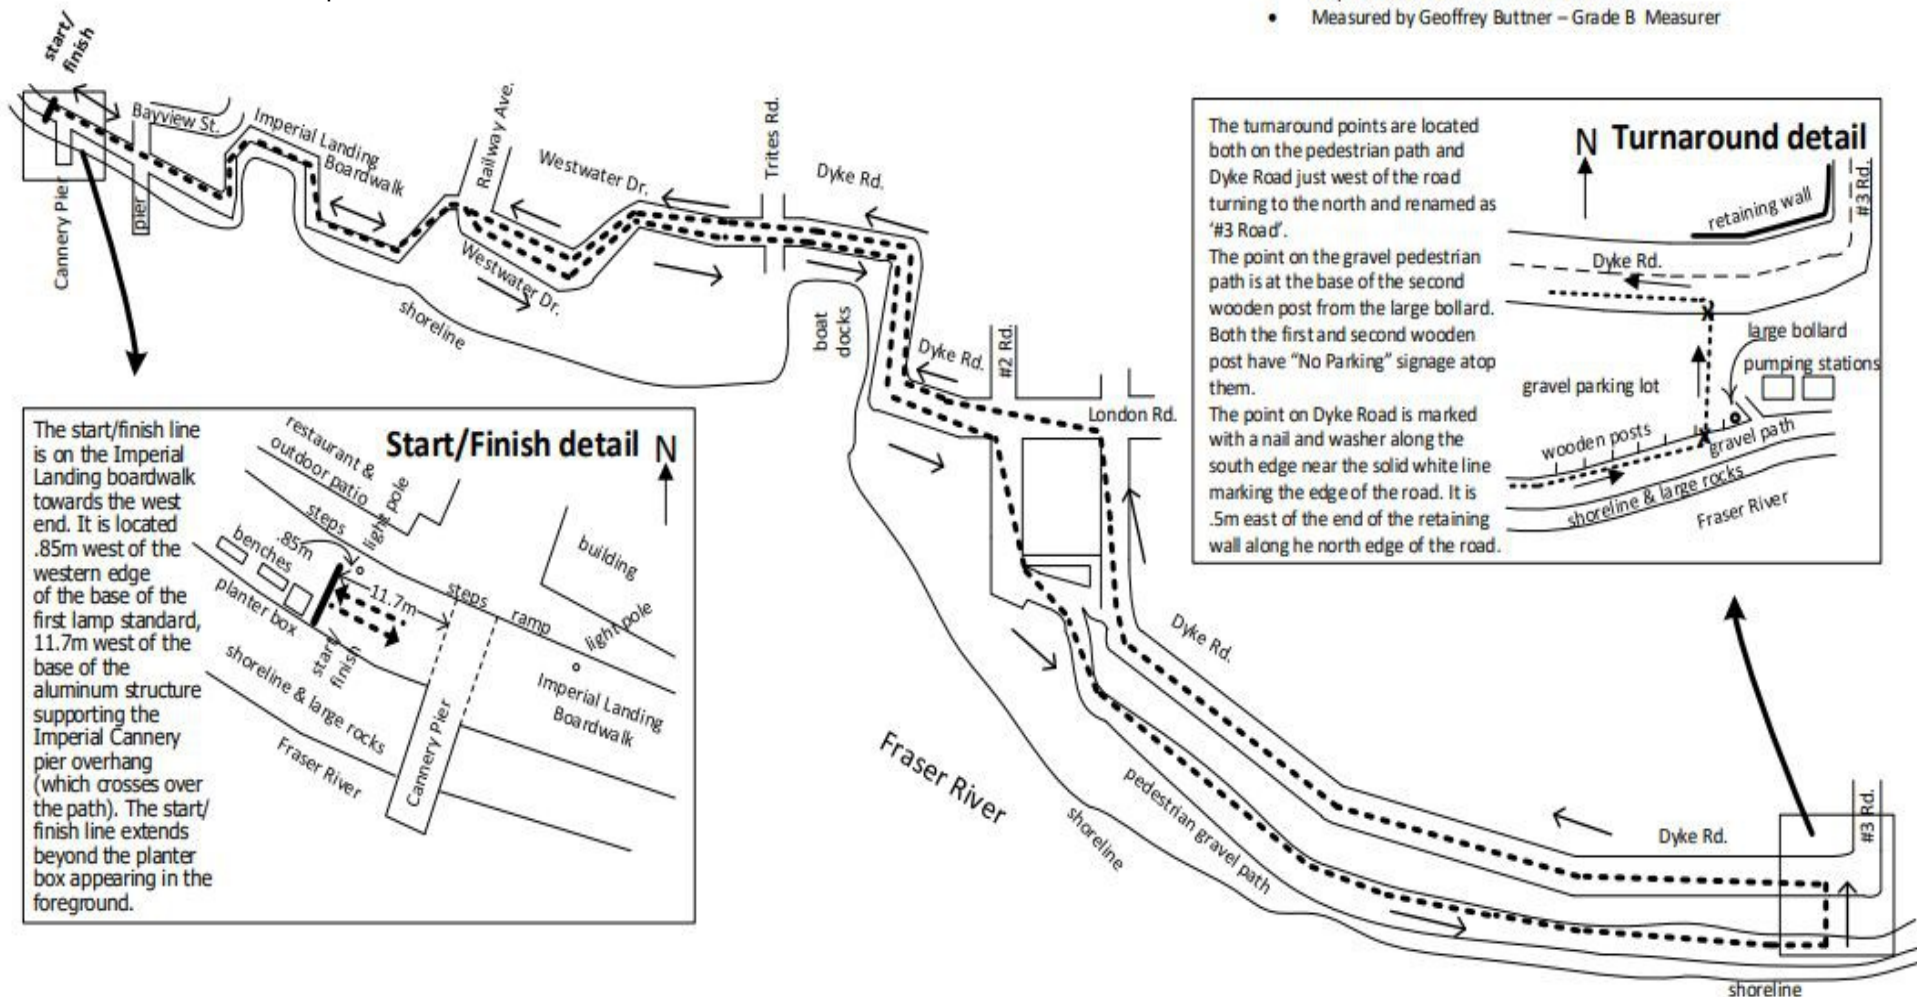 • Measured by Geoffrey Buttner – Grade B Measurer
start/
finish
Bayview St.
Imperial Landing
Boardwalk
Railway Ave.
Westwater Dr.
Trites Rd.
Dyke Rd.
Cannery Pier
pier
Westwater Dr.
shoreline
boat
docks
Dyke Rd.
#2 Rd.
London Rd.
The turnaround points are located
both on the pedestrian path and
Dyke Road just west of the road
turning to the north and renamed as
‘#3 Road’.
The point on the gravel pedestrian
path is at the base of the second
wooden post from the large bollard.
Both the first and second wooden
post have “No Parking” signage atop
them.
The point on Dyke Road is marked
with a nail and washer along the
south edge near the solid white line
marking the edge of the road. It is
.5m east of the end of the retaining
wall along he north edge of the road.
N
Turnaround detail
retaining wall
#3 Rd.
Dyke Rd.
X
large bollard
pumping stations
gravel parking lot
wooden posts
X
gravel path
shoreline & large rocks
Fraser River
The start/finish line
is on the Imperial
Landing boardwalk
towards the west
end. It is located
.85m west of the
western edge
of the base of the
first lamp standard,
11.7m west of the
base of the
aluminum structure
supporting the
Imperial Cannery
pier overhang
(which crosses over
the path). The start/
finish line extends
beyond the planter
box appearing in the
foreground.
Start/Finish detail
N
restaurant &
outdoor patio
steps
light pole
.85m
benches
planter box
11.7m
steps
ramp
building
light pole
start
finish
shoreline & large rocks
Fraser River
Cannery Pier
Imperial Landing
Boardwalk
Dyke Rd.
Fraser River
shoreline
pedestrian gravel path
Dyke Rd.
#3 Rd.
shoreline